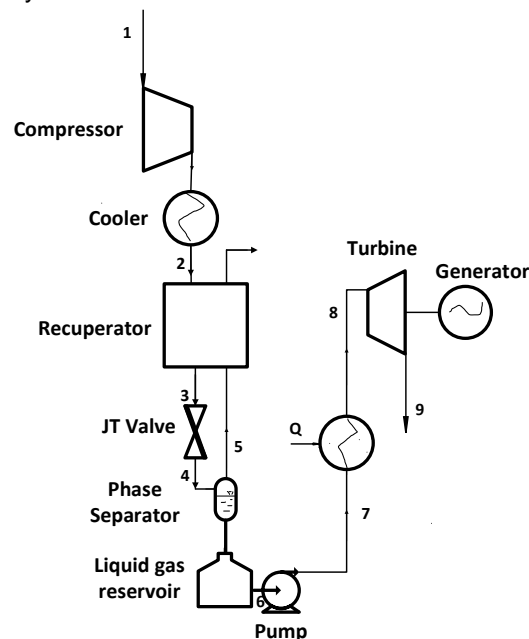 1
Compressor
Cooler
2
Turbine
Generator
Recuperator
8
3
9
JT Valve
5
Q
4
Phase
Separator
7
Liquid gas
reservoir
6
Pump